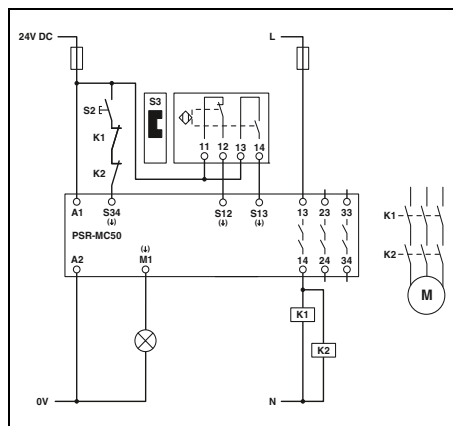 24V DC
L
S2
S3
K1
K2
11 12 13 14
A1
S34
(↓)
S12
(↓)
S13
(↓)
13 23 33
PSR-MC50
(↓)
A2
M1
14 24 34
K1
K2
M
K1
K2
0V
N